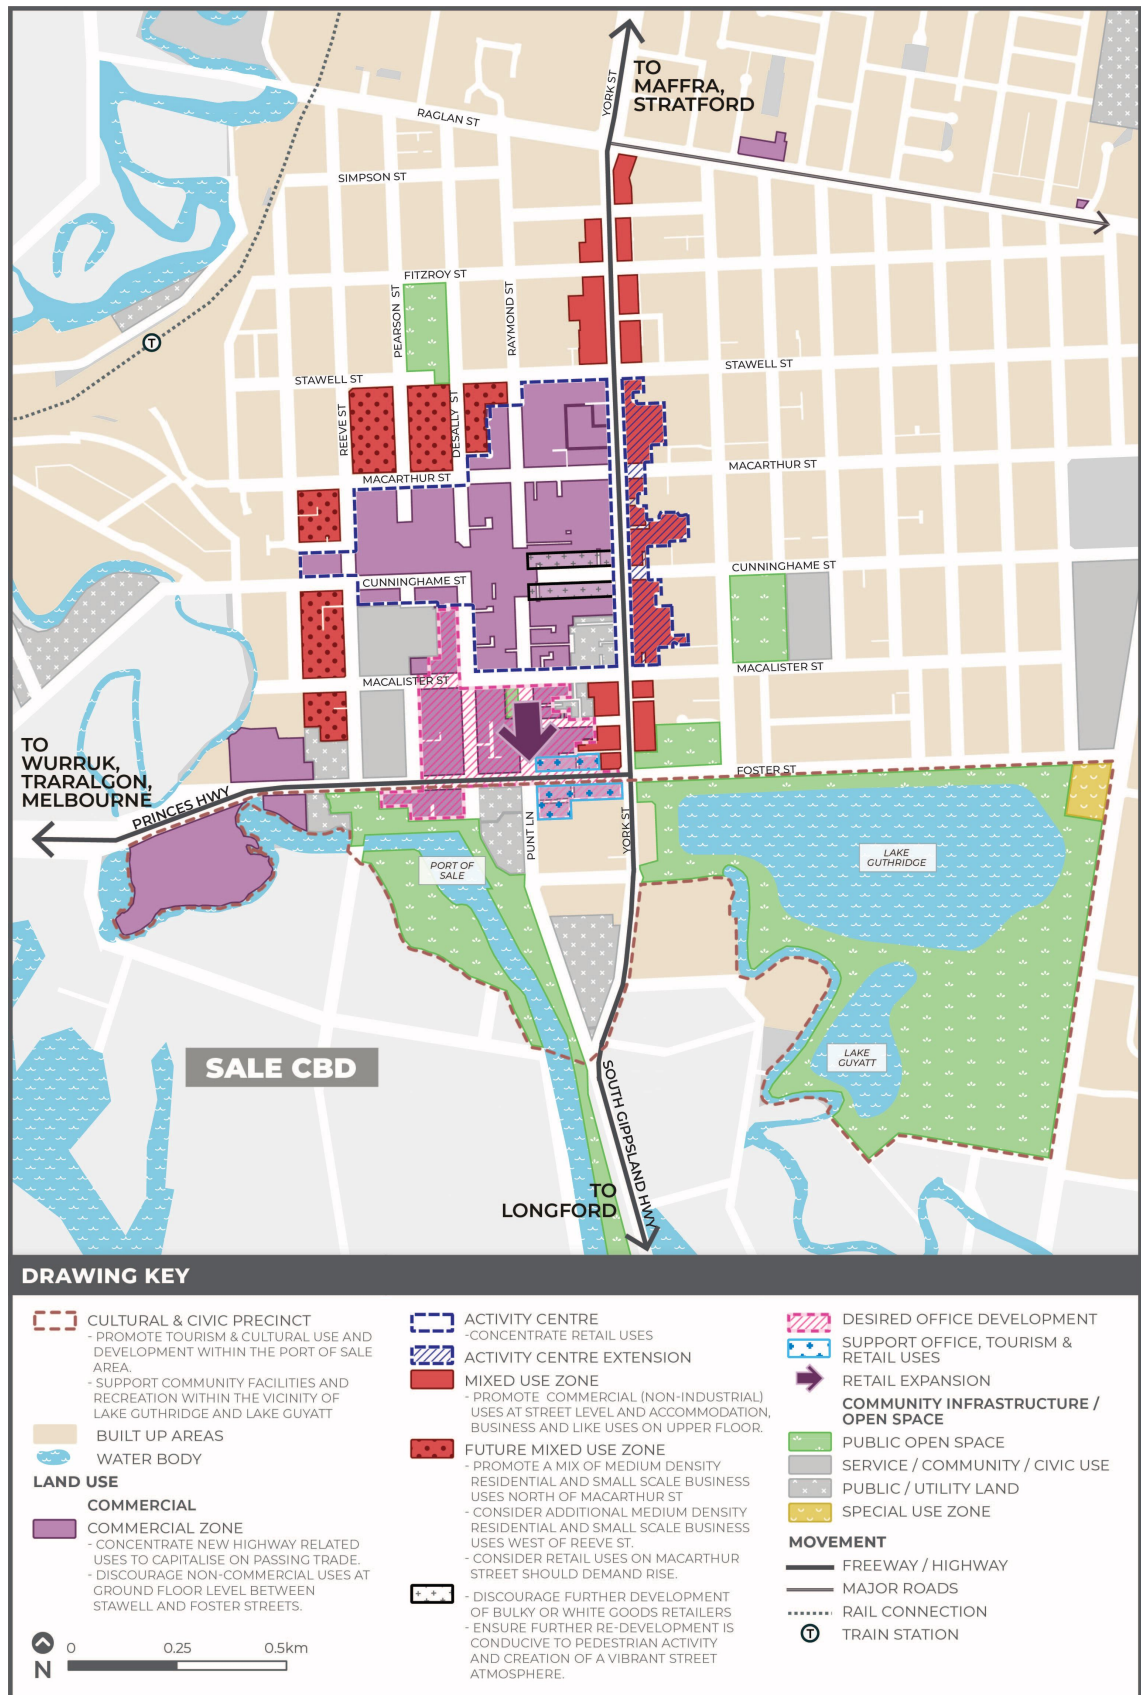 TO
MAFFRA,
STRATFORD
YORK ST
RAGLAN ST
SIMPSON ST
FITZROY ST
PEARSON ST
RAYMOND ST
STAWELL ST
STAWELL ST
REEVE ST
DESALLY ST
MACARTHUR ST
MACARTHUR ST
CUNNINGHAME ST
CUNNINGHAME ST
MACALISTER ST
MACALISTER ST
T
TO
WURRUK,
TRARALGON,
MELBOURNE
PRINCES HWY
FOSTER ST
PUNT LN
YORK ST
PORT OF
SALE
LAKE
GUTHRIDGE
LAKE
GUYATT
SALE CBD
SOUTH GIPPSLAND HWY
TO
LONGFORD
DRAWING KEY
CULTURAL & CIVIC PRECINCT
- PROMOTE TOURISM & CULTURAL USE AND
DEVELOPMENT WITHIN THE PORT OF SALE
AREA.
- SUPPORT COMMUNITY FACILITIES AND
RECREATION WITHIN THE VICINITY OF
LAKE GUTHRIDGE AND LAKE GUYATT
BUILT UP AREAS
WATER BODY
LAND USE
COMMERCIAL
COMMERCIAL ZONE
- CONCENTRATE NEW HIGHWAY RELATED
USES TO CAPITALISE ON PASSING TRADE.
- DISCOURAGE NON-COMMERCIAL USES AT
GROUND FLOOR LEVEL BETWEEN
STAWELL AND FOSTER STREETS.
N
0 0.25 0.5km
ACTIVITY CENTRE
-CONCENTRATE RETAIL USES
ACTIVITY CENTRE EXTENSION
MIXED USE ZONE
- PROMOTE COMMERCIAL (NON-INDUSTRIAL)
USES AT STREET LEVEL AND ACCOMMODATION,
BUSINESS AND LIKE USES ON UPPER FLOOR.
FUTURE MIXED USE ZONE
- PROMOTE A MIX OF MEDIUM DENSITY
RESIDENTIAL AND SMALL SCALE BUSINESS
USES NORTH OF MACARTHUR ST
- CONSIDER ADDITIONAL MEDIUM DENSITY
RESIDENTIAL AND SMALL SCALE BUSINESS
USES WEST OF REEVE ST.
- CONSIDER RETAIL USES ON MACARTHUR
STREET SHOULD DEMAND RISE.
- DISCOURAGE FURTHER DEVELOPMENT
OF BULKY OR WHITE GOODS RETAILERS
- ENSURE FURTHER RE-DEVELOPMENT IS
CONDUCIVE TO PEDESTRIAN ACTIVITY
AND CREATION OF A VIBRANT STREET
ATMOSPHERE.
DESIRED OFFICE DEVELOPMENT
SUPPORT OFFICE, TOURISM &
RETAIL USES
RETAIL EXPANSION
COMMUNITY INFRASTRUCTURE /
OPEN SPACE
PUBLIC OPEN SPACE
SERVICE / COMMUNITY / CIVIC USE
PUBLIC / UTILITY LAND
SPECIAL USE ZONE
MOVEMENT
FREEWAY / HIGHWAY
MAJOR ROADS
RAIL CONNECTION
T TRAIN STATION